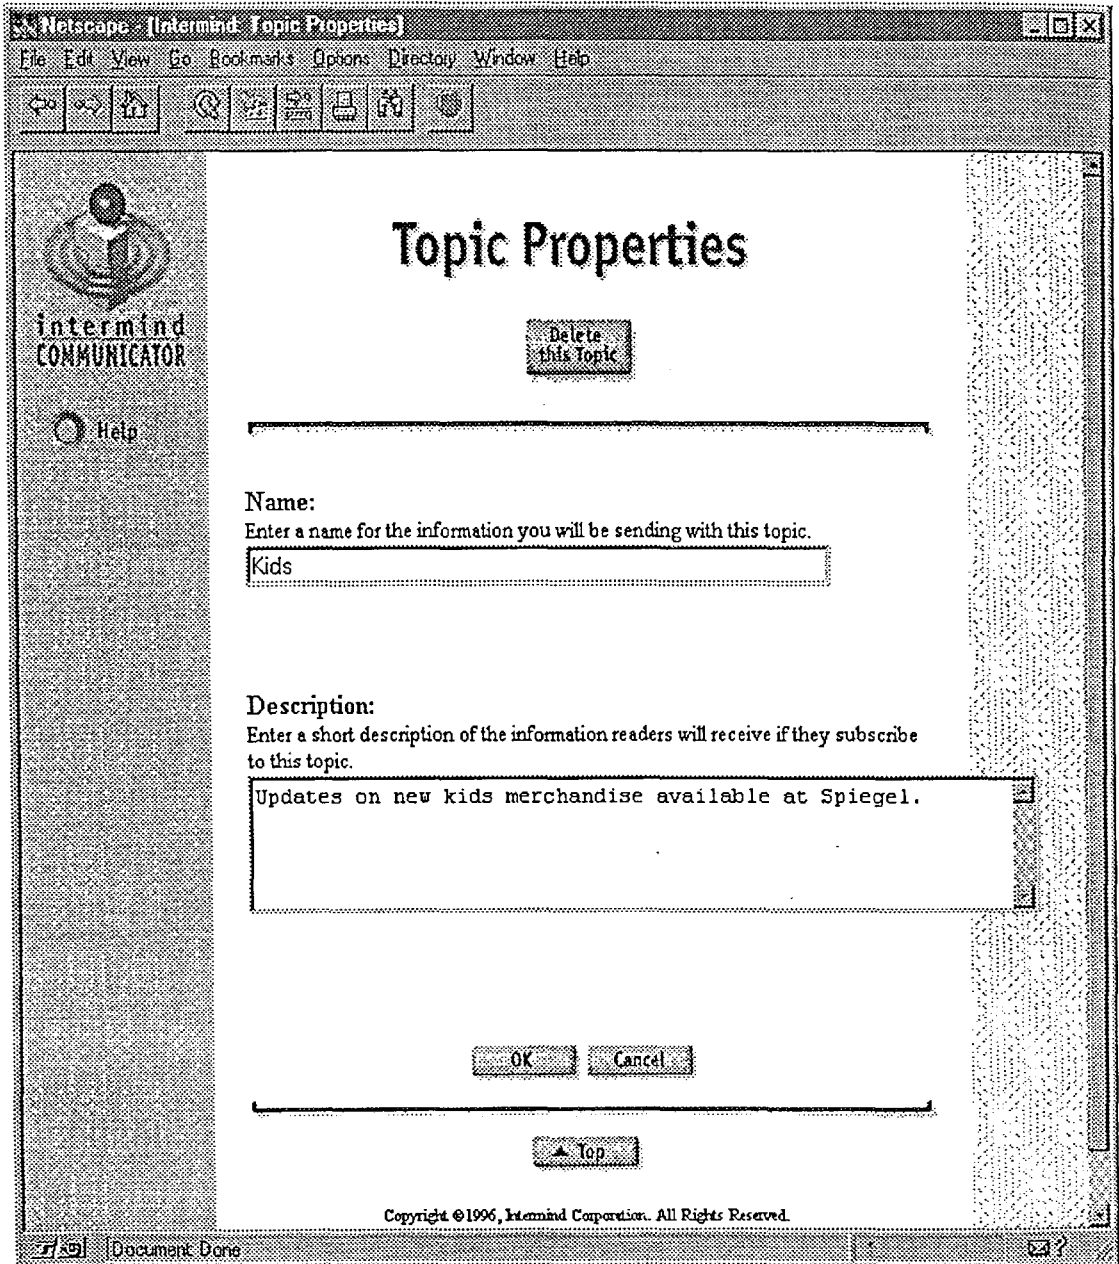 Netscape - [Intermind: Topic Properties]
File Edit View Go Bookmarks Options Directory Window Help
Topic Properties
Delete
this Topic
intermind
COMMUNICATOR
Help
Name:
Enter a name for the information you will be sending with this topic.
Kids
Description:
Enter a short description of the information readers will receive if they subscribe
to this topic.
Updates on new kids merchandise available at Spiegel.
OK Cancel
Top
Copyright ©1996, Intermind Corporation. All Rights Reserved.
Document: Done